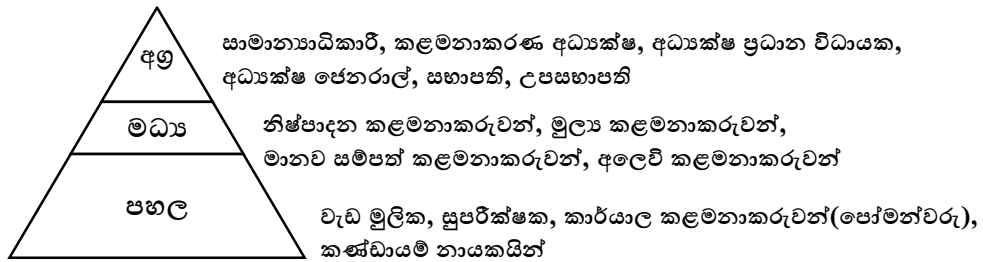 අග්‍ර
සාමාන්‍යාධිකාරී, කළමනාකරණ අධ්‍යක්ෂ, අධ්‍යක්ෂ ප්‍රධාන විධායක,
අධ්‍යක්ෂ ජෙනරාල්, සභාපති, උපසභාපති
මධ්‍ය
නිෂ්පාදන කළමනාකරුවන්, මුල්‍ය කළමනාකරුවන්,
මානව සම්පත් කළමනාකරුවන්, අලෙවි කළමනාකරුවන්
පහල
වැඩ මුලික, සුපරීක්ෂක, කාර්යාල කළමනාකරුවන්(පෝමන්වරු),
කණ්ඩායම් නායකයින්